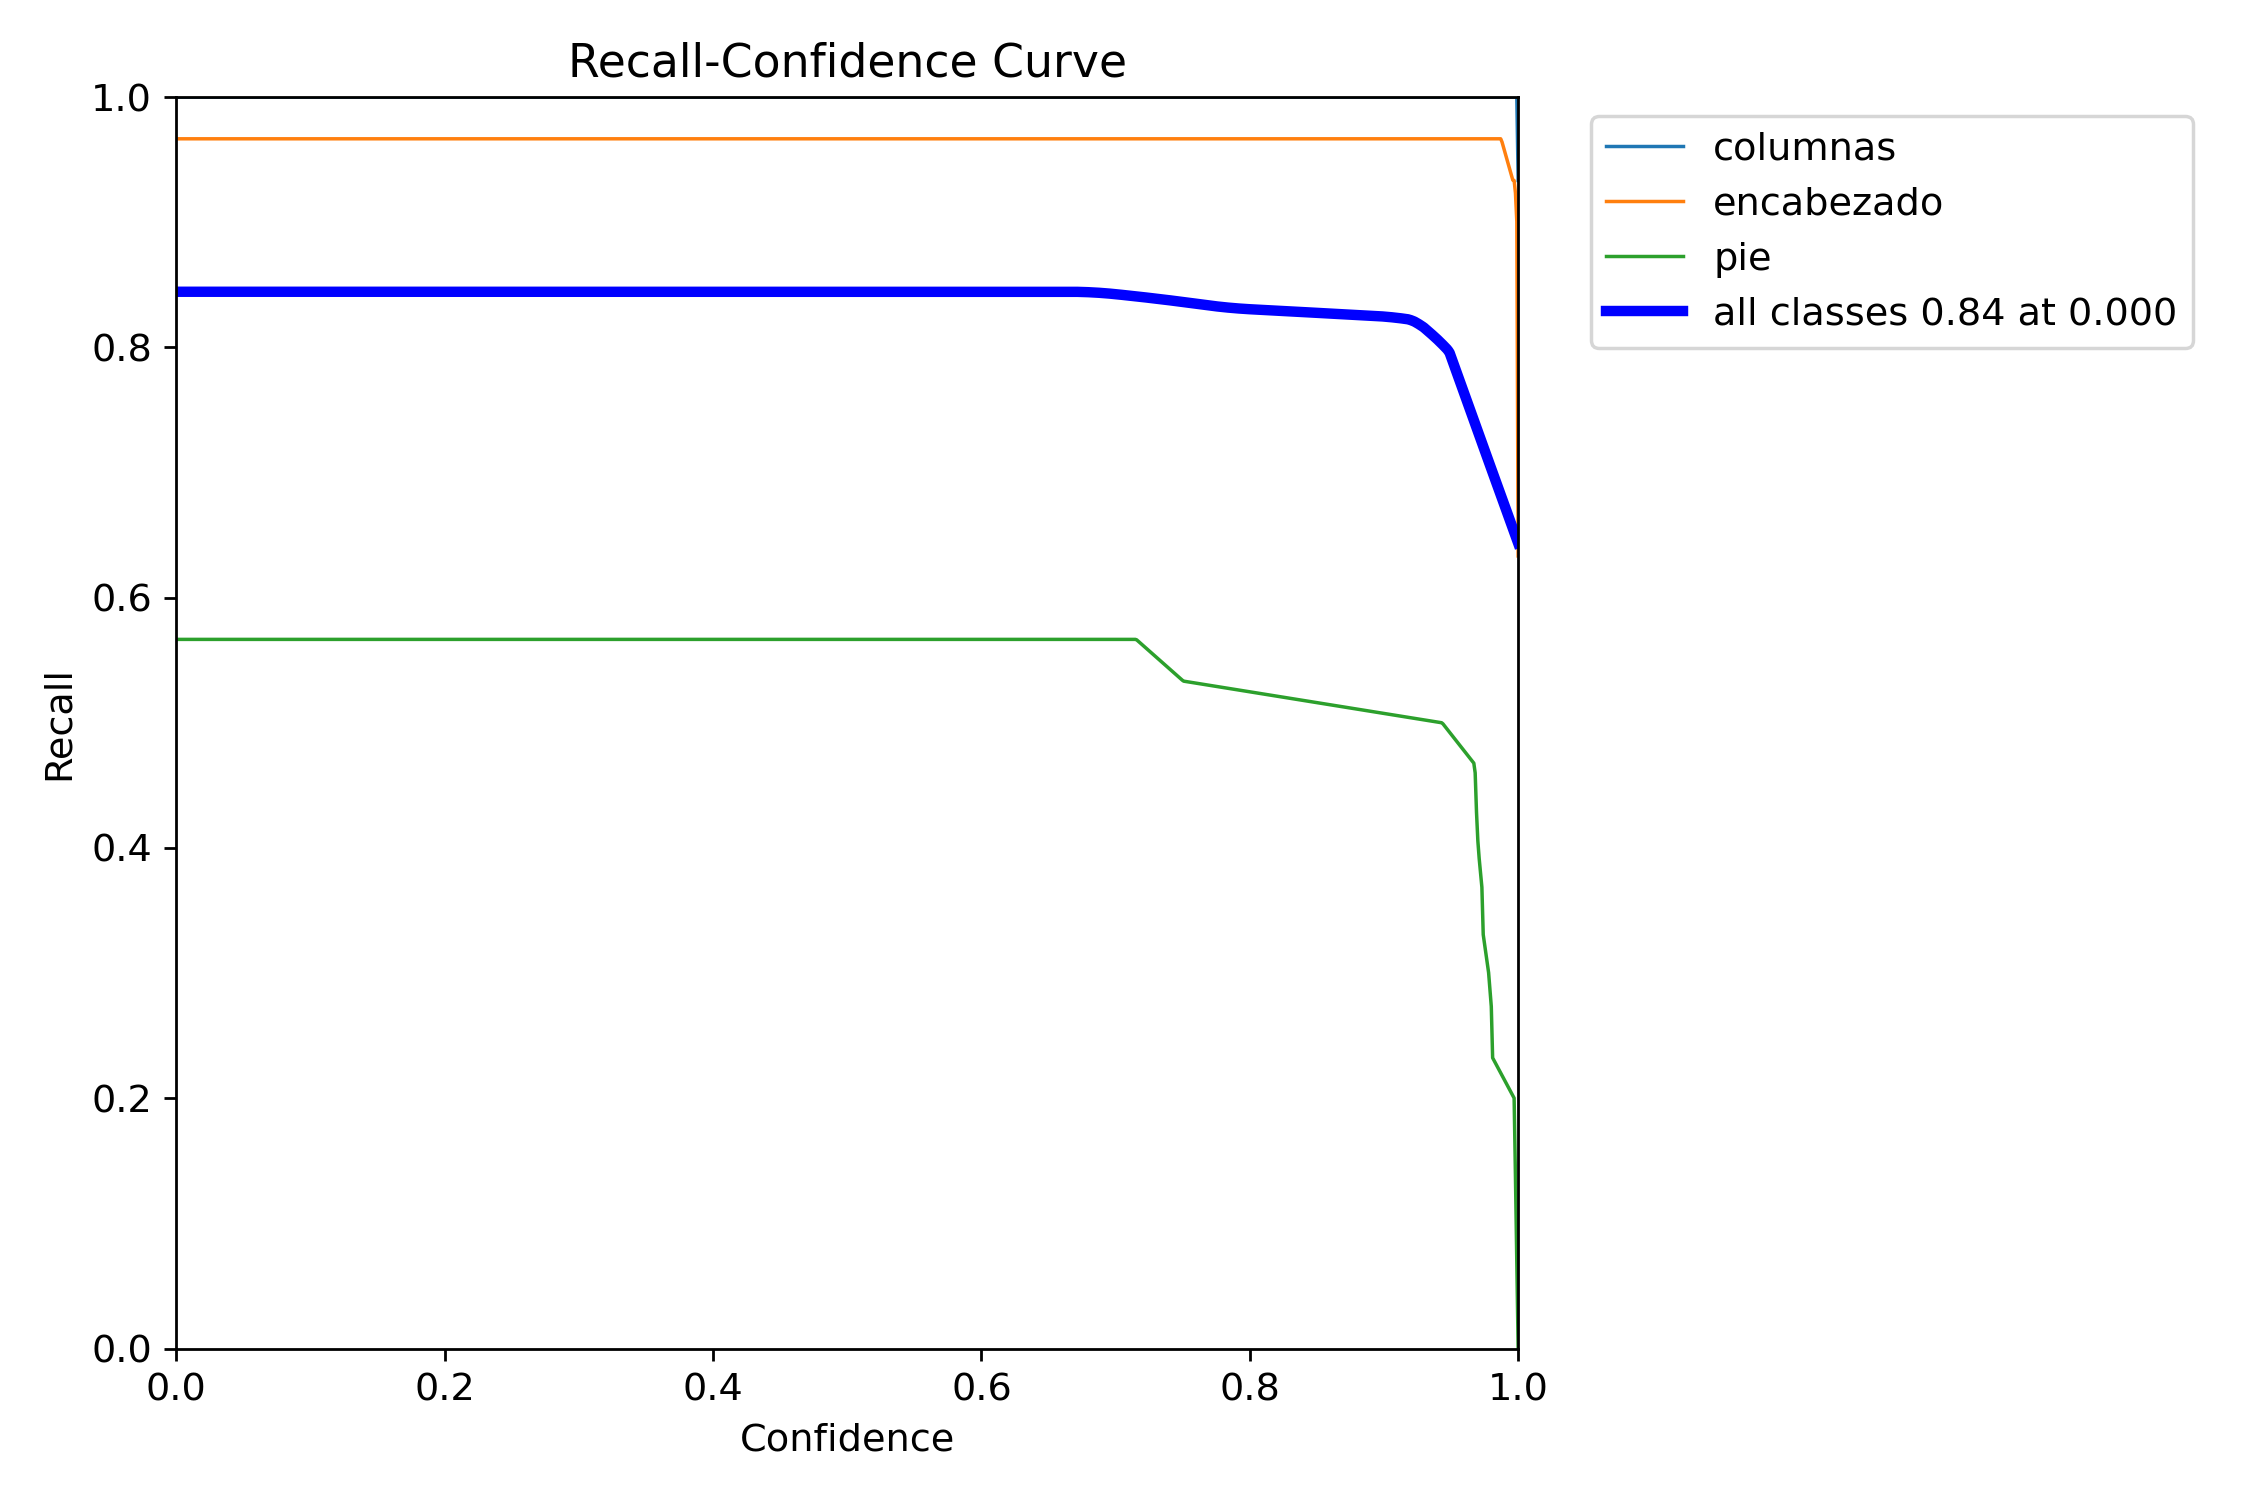 Recall-Confidence Curve
1.0
0.8
0.6
0.4
0.2
0.0
Recall
0.0 0.2 0.4 0.6 0.8 1.0
Confidence
columnas
encabezado
pie
all classes 0.84 at 0.000